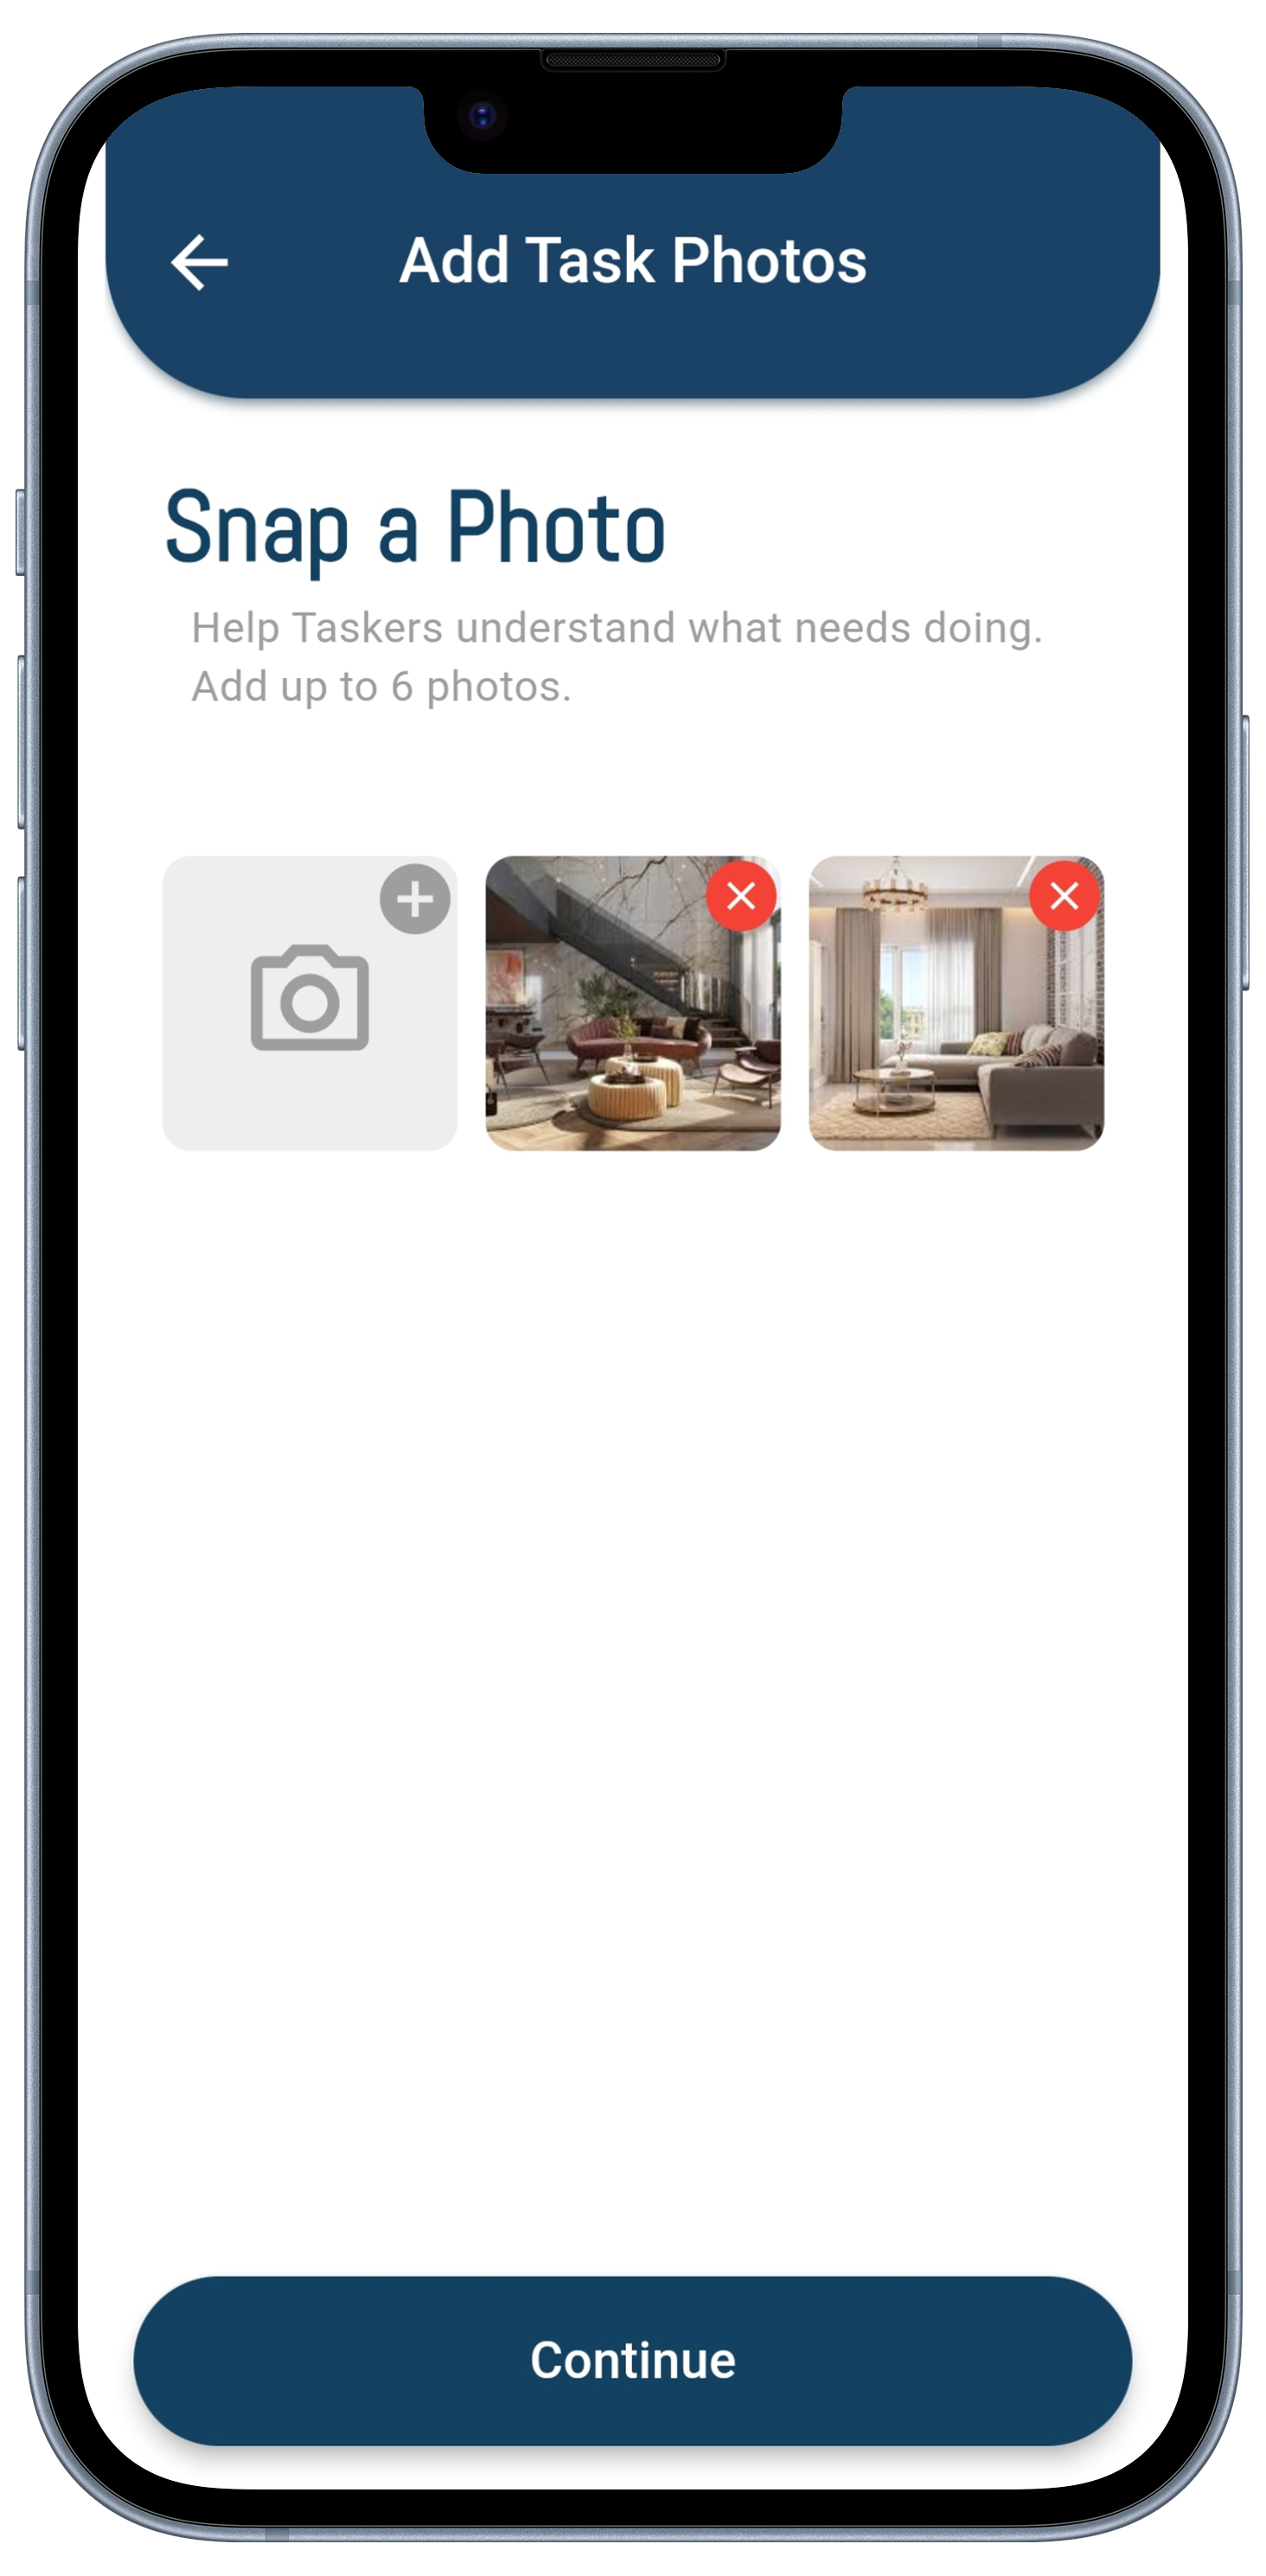 Add Task Photos
Snap a Photo
Help Taskers understand what needs doing.
Add up to 6 photos.
Continue